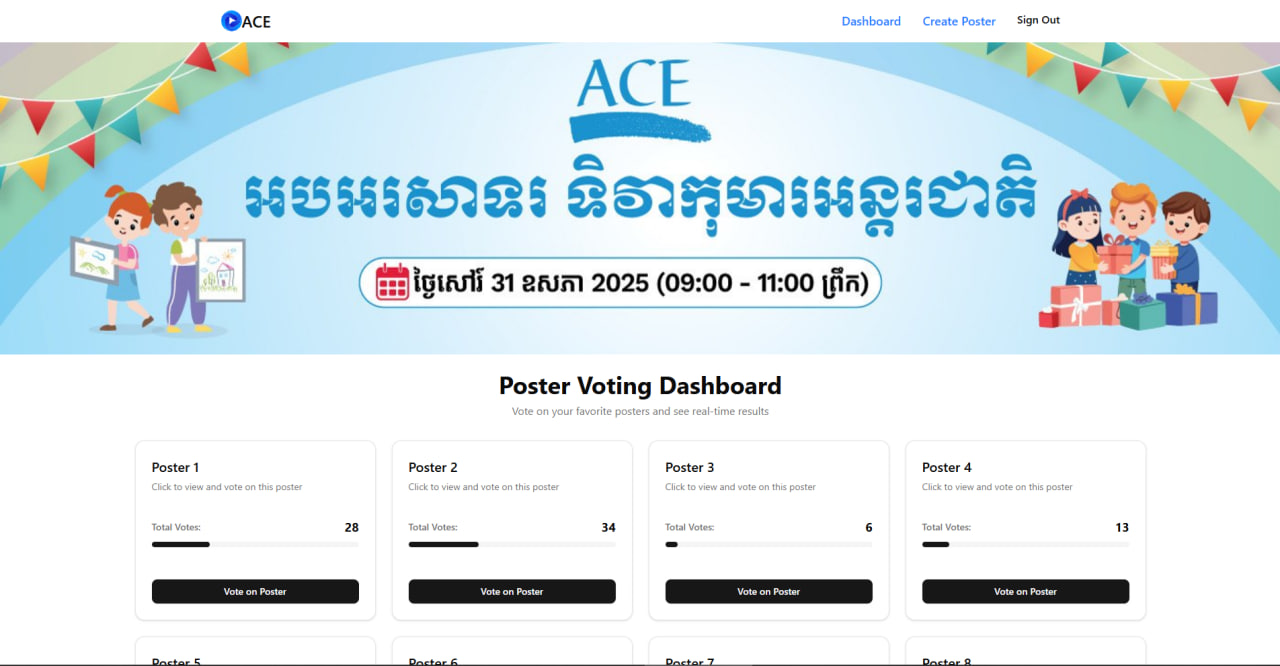 ACE
Dashboard Create Poster Sign Out
ACE
អបអរសាទរ ទិវាកុមារអន្តរជាតិ
ថ្ងៃសៅរ៍ 31 ឧសភា 2025 (09:00 - 11:00 ព្រឹក)
Poster Voting Dashboard
Vote on your favorite posters and see real-time results
Poster 1
Click to view and vote on this poster
Total Votes: 28
Vote on Poster
Poster 2
Click to view and vote on this poster
Total Votes: 34
Vote on Poster
Poster 3
Click to view and vote on this poster
Total Votes: 6
Vote on Poster
Poster 4
Click to view and vote on this poster
Total Votes: 13
Vote on Poster
Poster 5
Poster 6
Poster 7
Poster 8